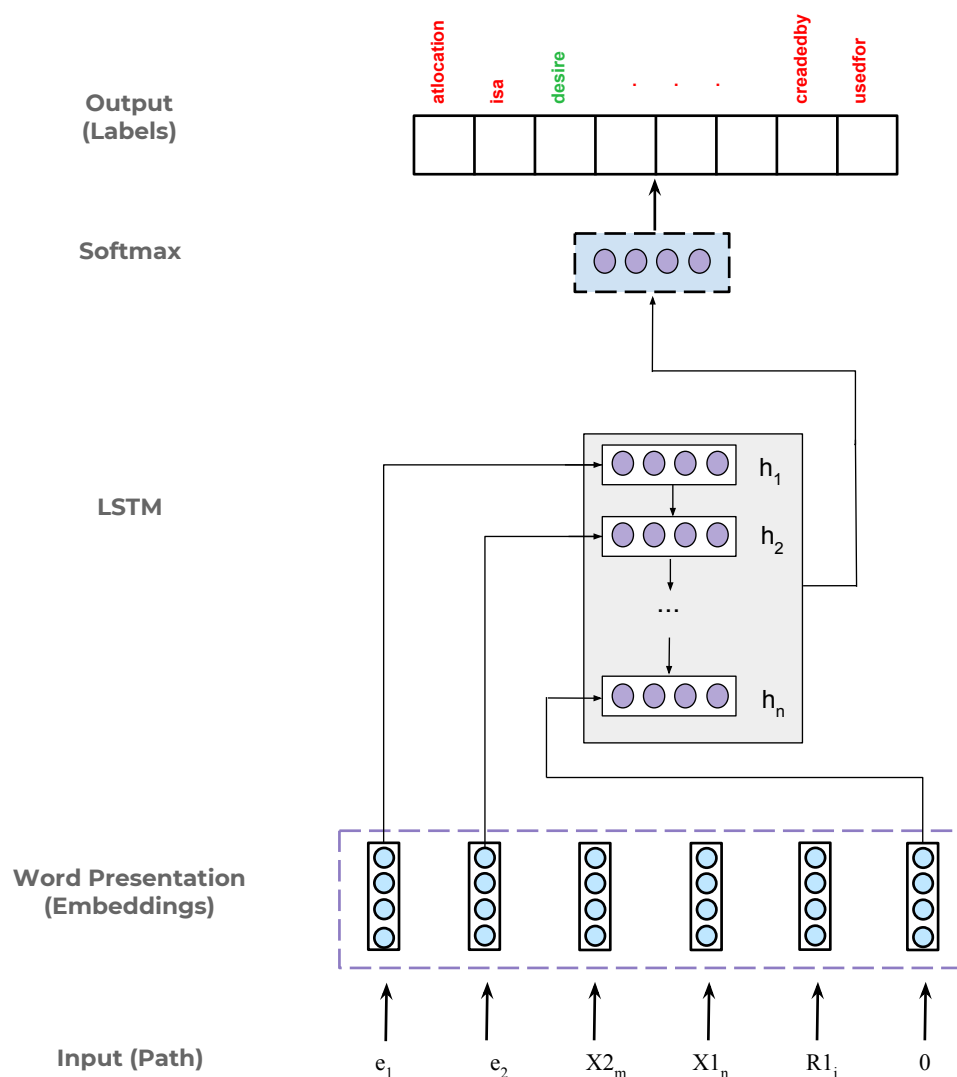 atlocation
isa
desire
. . .
creadedby
usedfor
Output
(Labels)
Softmax
LSTM
h1
h2
...
hn
Word Presentation
(Embeddings)
Input (Path)
e1 e2 X2m X1n R1i 0